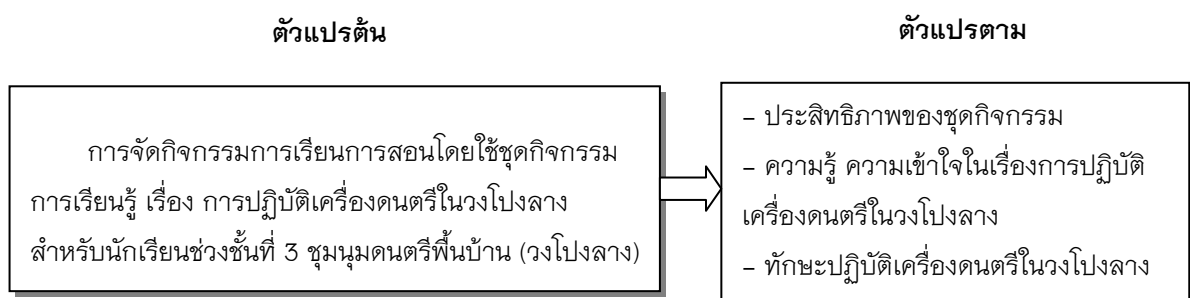 ตัวแปรต้น
ตัวแปรตาม
การจัดกิจกรรมการเรียนการสอนโดยใช้ชุดกิจกรรม
การเรียนรู้ เรื่อง การปฏิบัติเครื่องดนตรีในวงโปงลาง
สำหรับนักเรียนช่วงชั้นที่ 3 ชุมนุมดนตรีพื้นบ้าน (วงโปงลาง)
– ประสิทธิภาพของชุดกิจกรรม
– ความรู้ ความเข้าใจในเรื่องการปฏิบัติ
เครื่องดนตรีในวงโปงลาง
– ทักษะปฏิบัติเครื่องดนตรีในวงโปงลาง